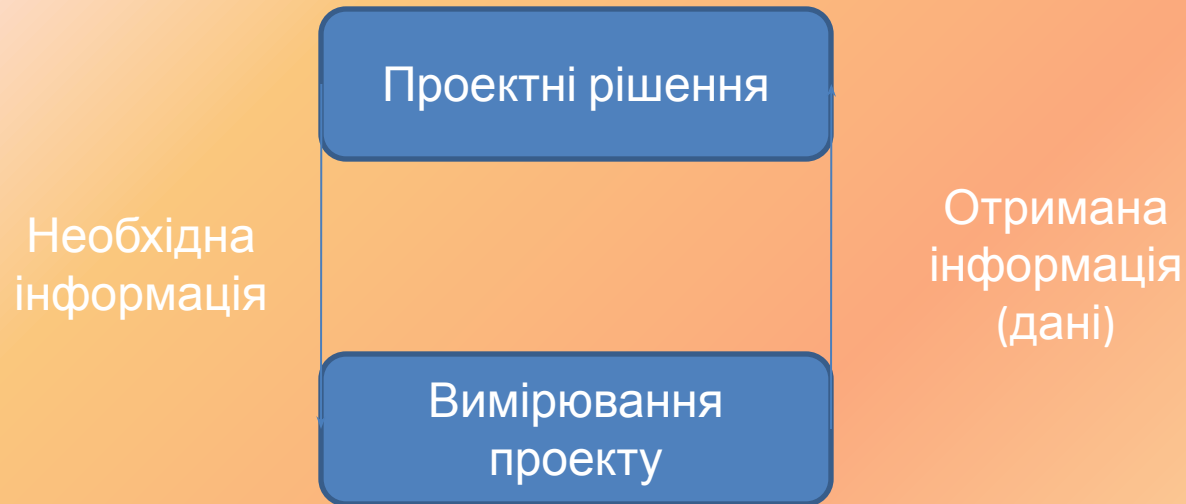 Проектні рішення
Необхідна
інформація
Отримана
інформація
(дані)
Вимірювання
проекту